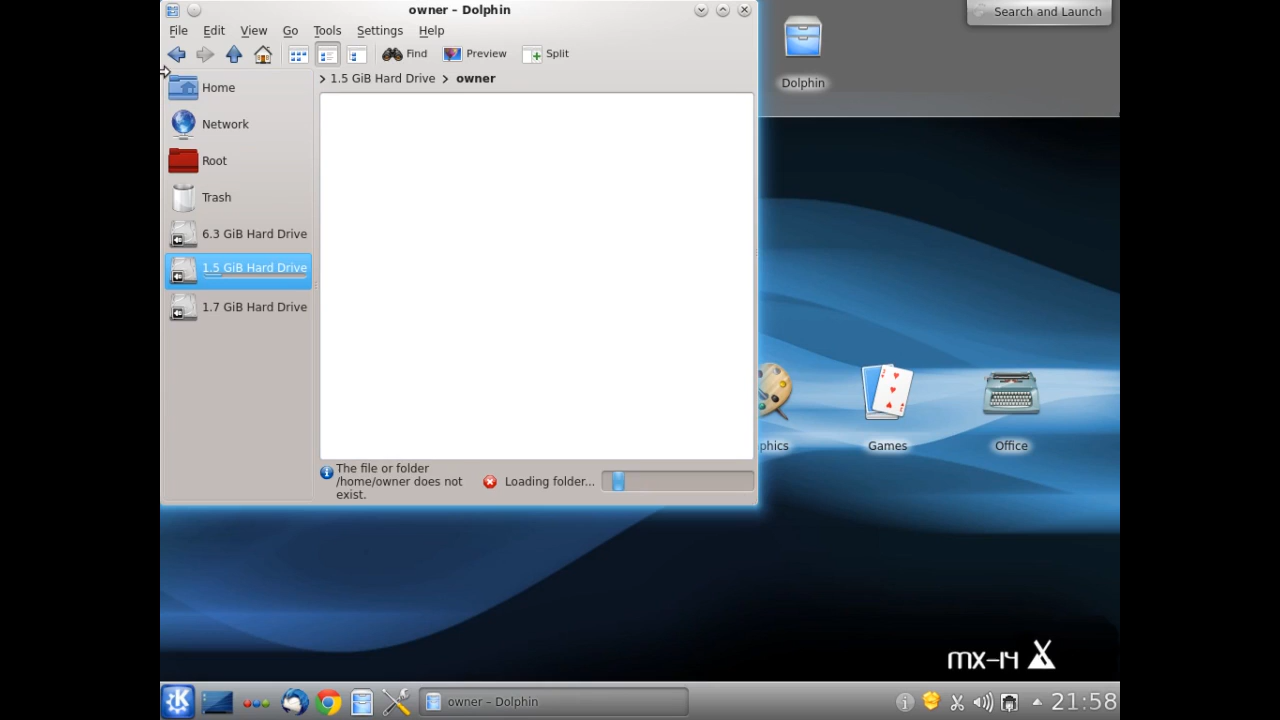 owner – Dolphin
Search and Launch
File Edit View Go Tools Settings Help
Find Preview Split
Dolphin
1.5 GiB Hard Drive owner
Home
Network
Root
Trash
6.3 GiB Hard Drive
1.5 GiB Hard Drive
1.7 GiB Hard Drive
phics Games Office
The file or folder
/home/owner does not
exist.
Loading folder...
mx-14
owner – Dolphin
21:58